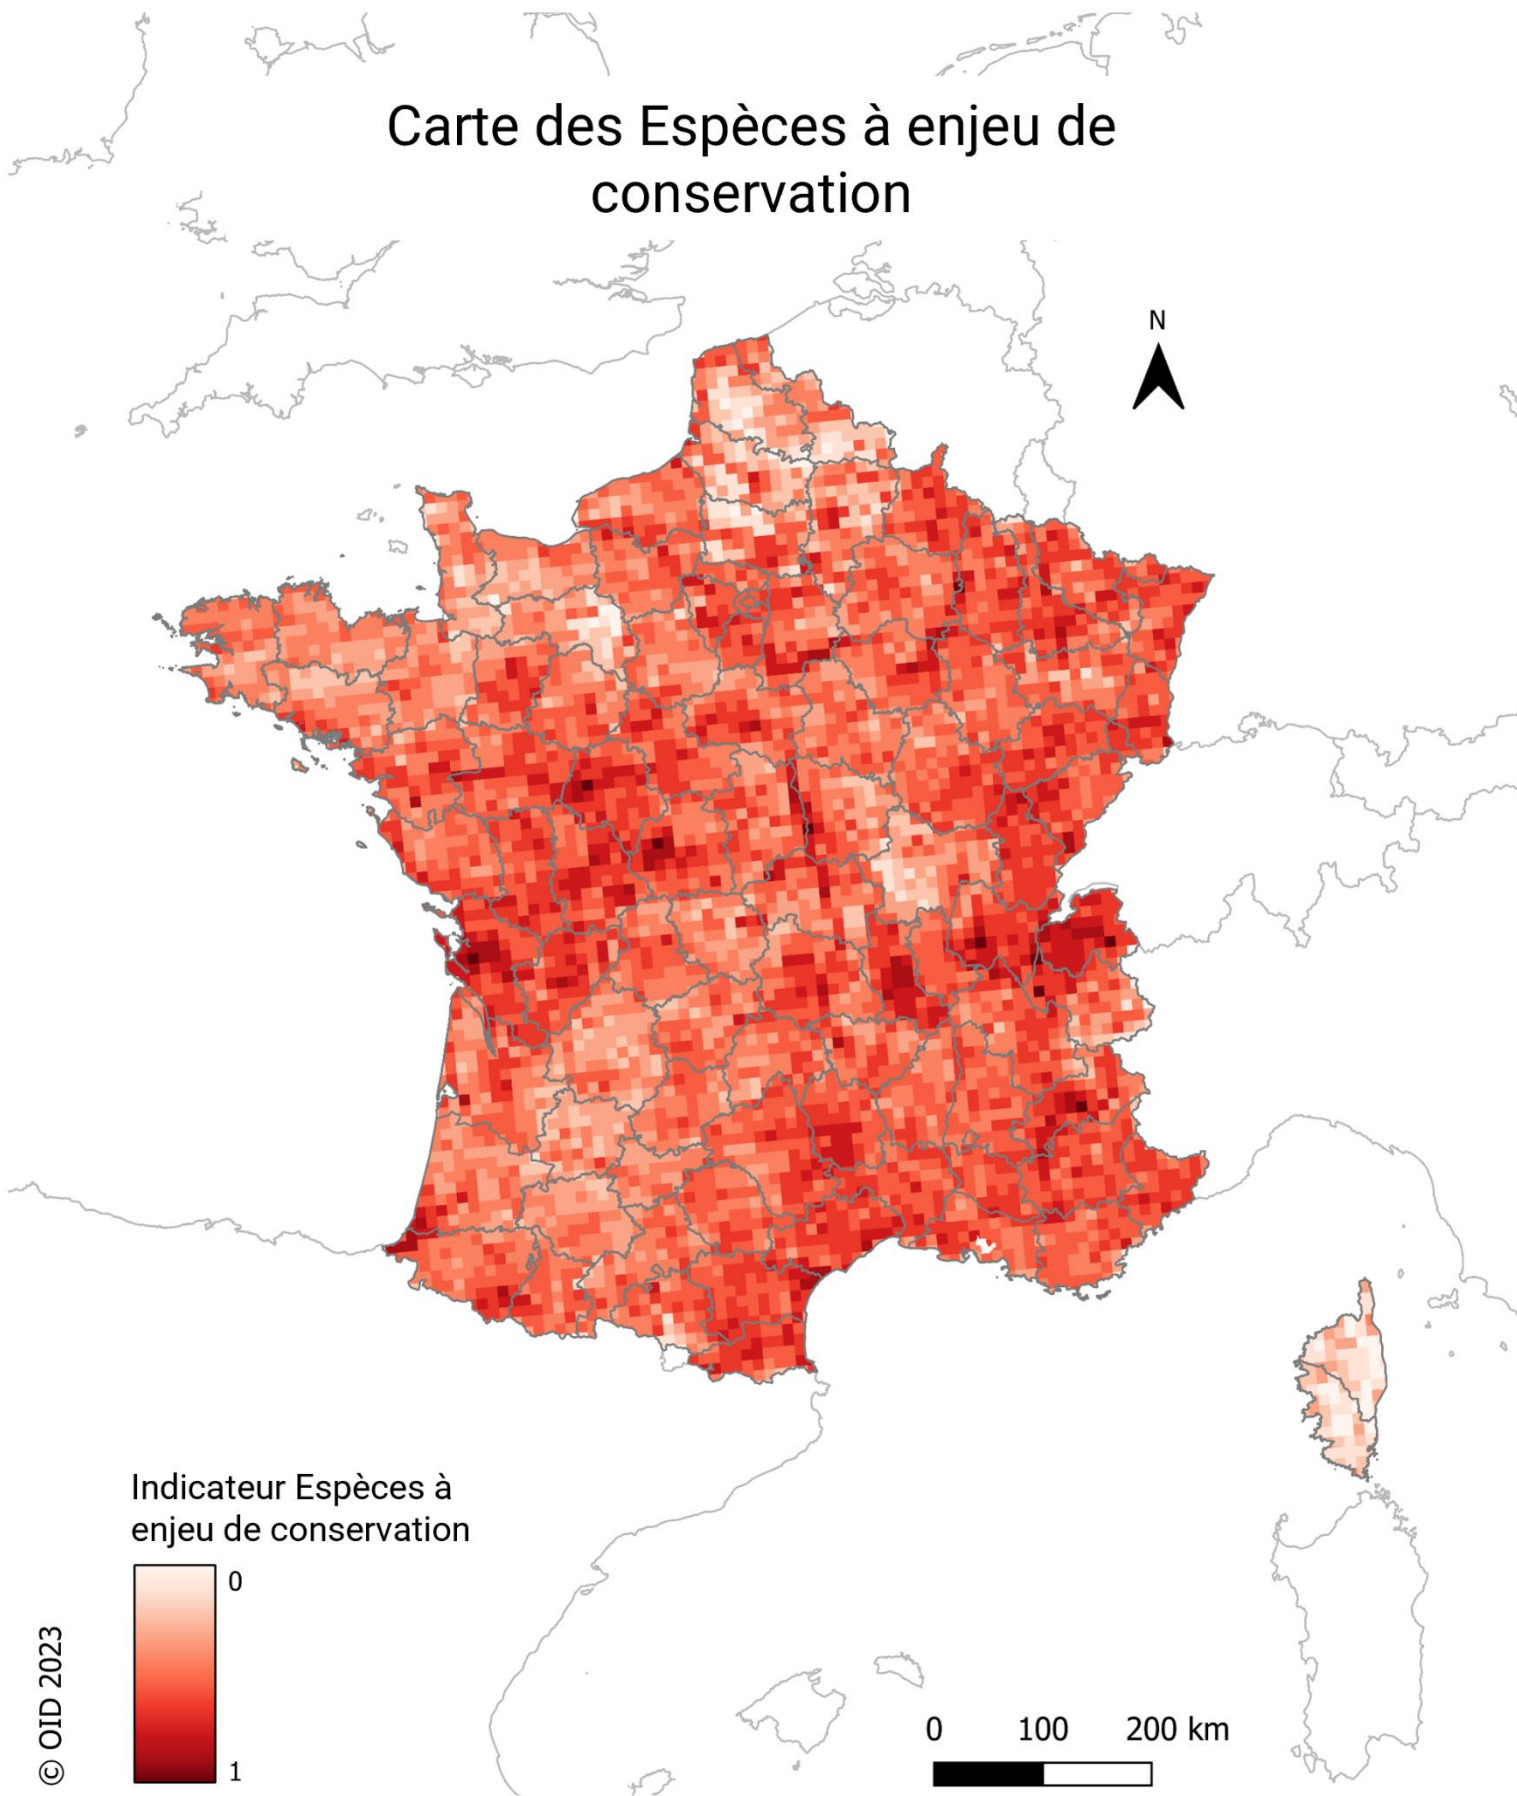 Carte des Espèces à enjeu de
conservation
N
Indicateur Espèces à
enjeu de conservation
0
1
© OID 2023
0 100 200 km